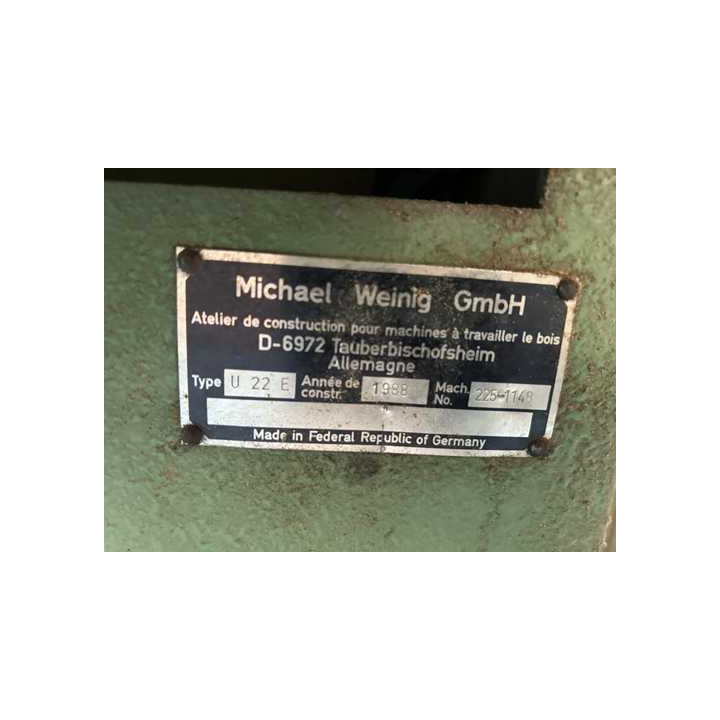 Michael Weinig GmbH
Atelier de construction pour machines à travailler le bois
D-6972 Tauberbischofsheim
Allemagne
Type U 22 E Année de constr. 1988 Mach. No. 225-1148
Made in Federal Republic of Germany